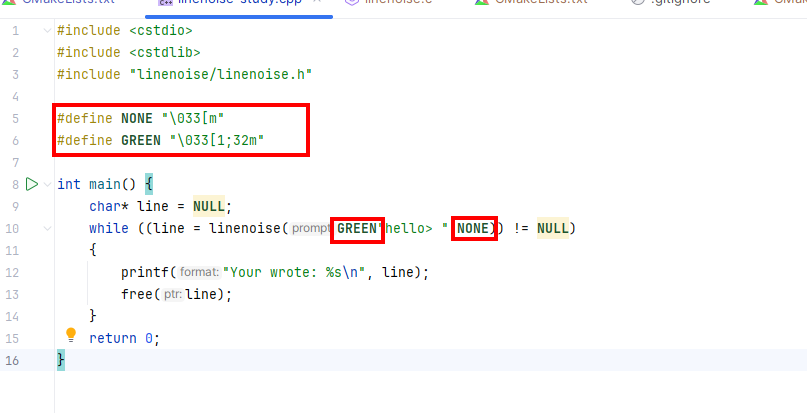 CMakeLists.txt linenoise-study.cpp linenoise.c CMakeLists.txt .gitignore
1 #include <cstdio>
2 #include <cstdlib>
3 #include "linenoise/linenoise.h"
4
5 #define NONE "\033[m"
6 #define GREEN "\033[1;32m"
7
8 int main() {
9 char* line = NULL;
10 while ((line = linenoise( prompt GREEN"hello> " NONE)) != NULL)
11 {
12 printf( format: "Your wrote: %s\n", line);
13 free( ptr: line);
14 }
15 return 0;
16 }